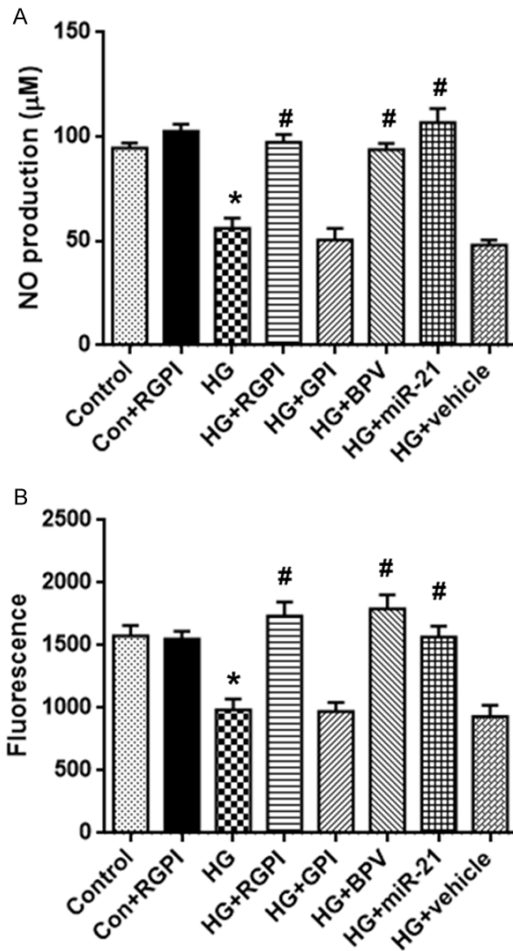 A
150
#
#
#
100
*
50
0
NO production (μM)
Control
Con+RGPI
HG
HG+RGPI
HG+GPI
HG+BPV
HG+miR-21
HG+vehicle
B
2500
2000
#
#
#
1500
*
1000
500
0
Fluorescence
Control
Con+RGPI
HG
HG+RGPI
HG+GPI
HG+BPV
HG+miR-21
HG+vehicle